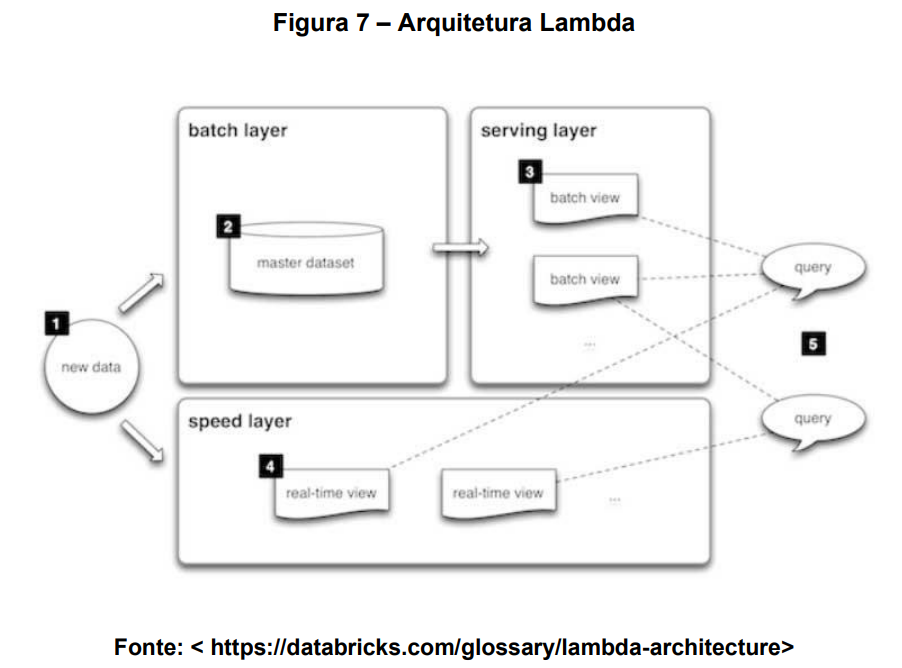 Figura 7 – Arquitetura Lambda
batch layer
2
master dataset
serving layer
3
batch view
batch view
...
1
new data
speed layer
4
real-time view
real-time view
...
query
5
query
Fonte: < https://databricks.com/glossary/lambda-architecture>